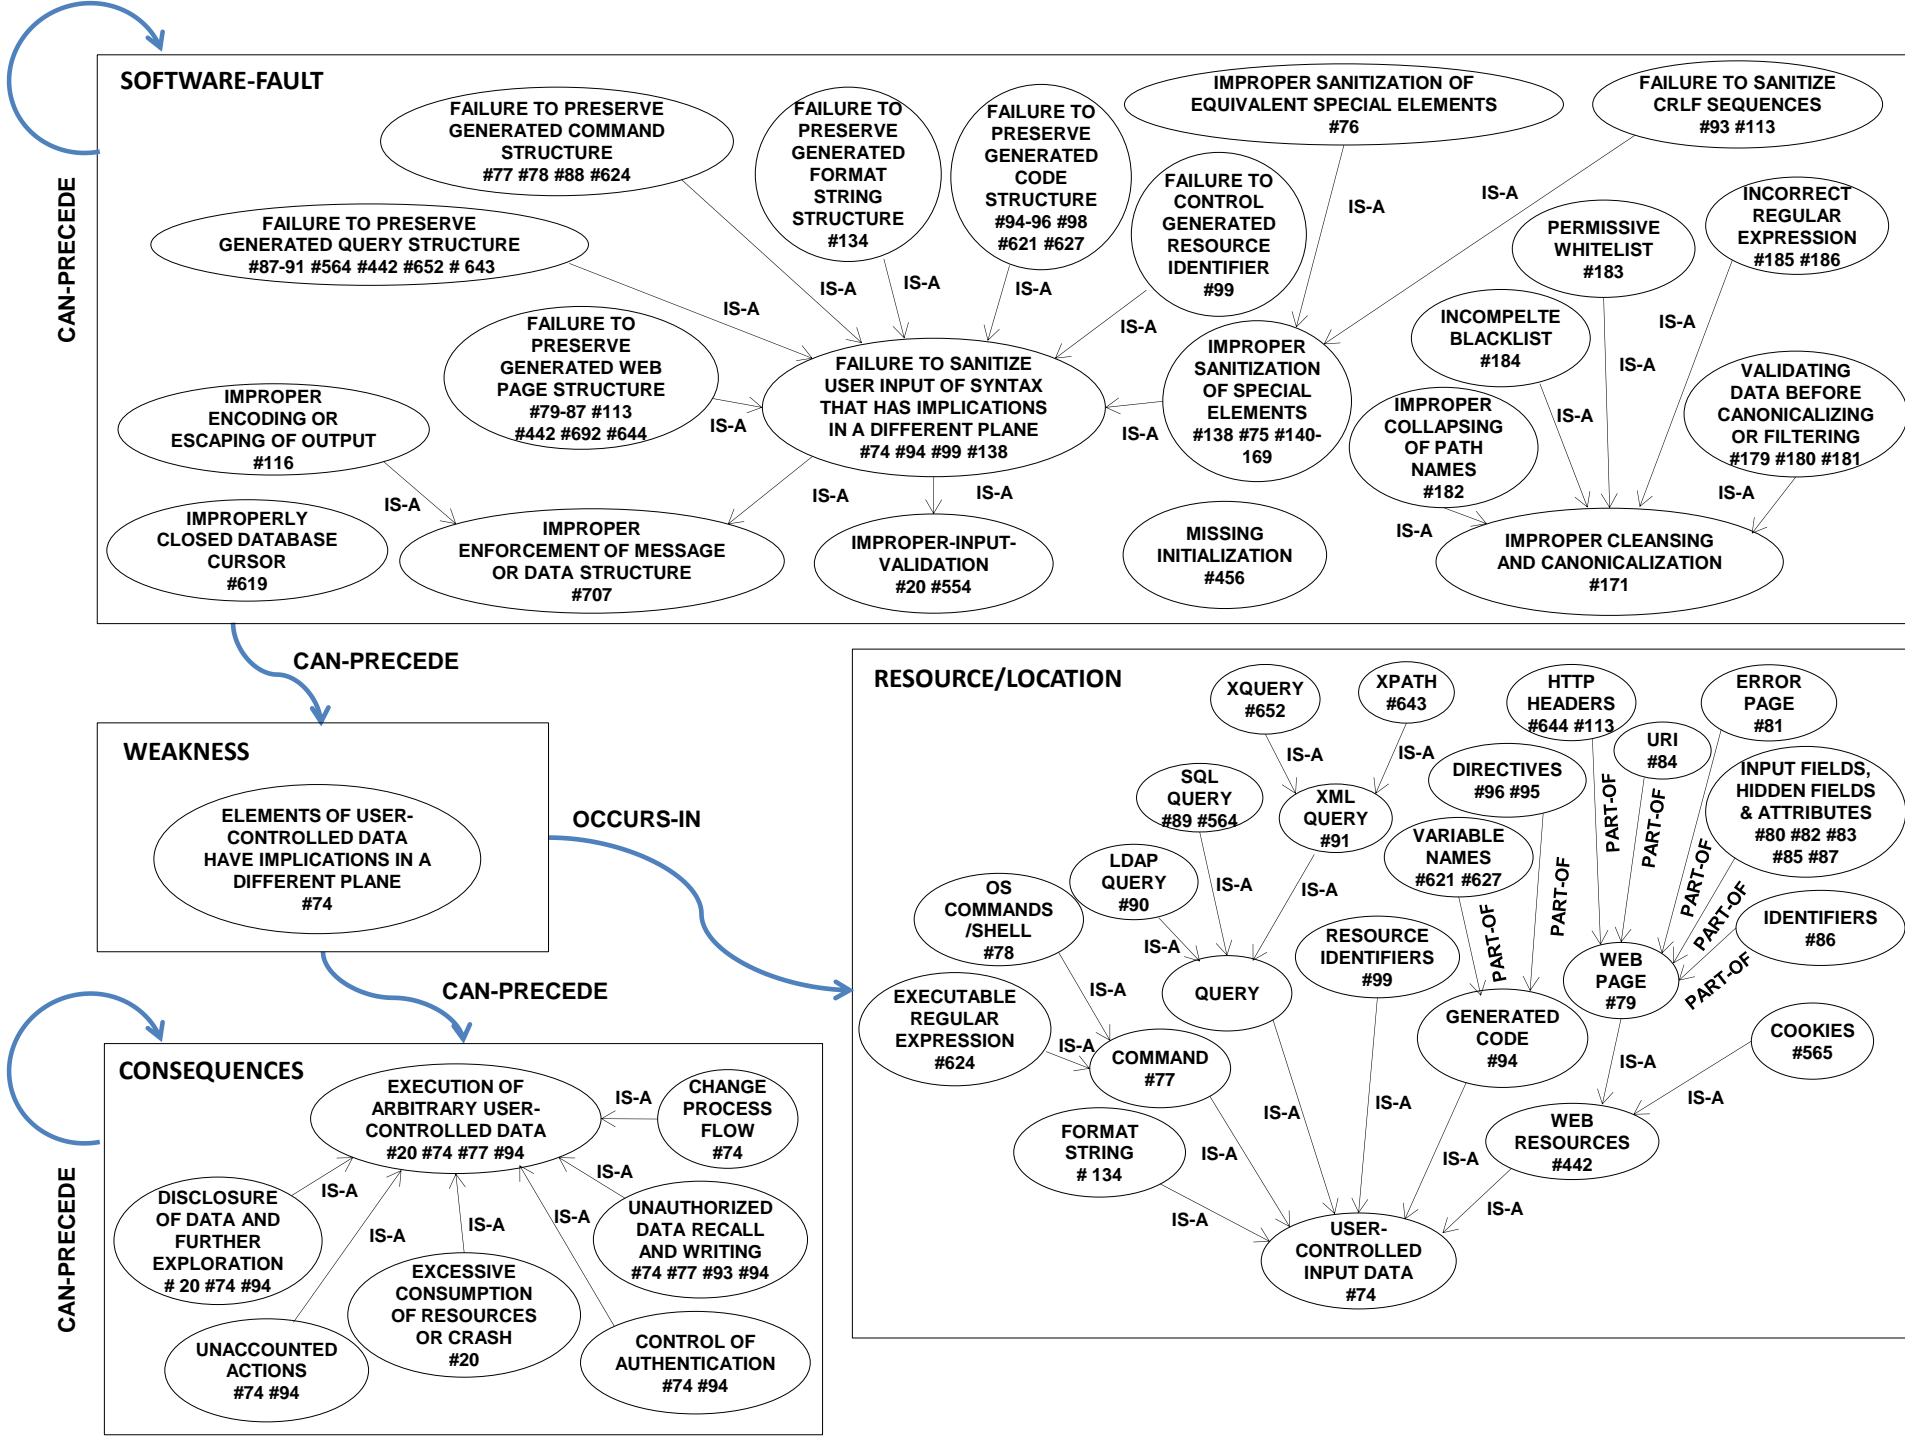 SOFTWARE-FAULT
FAILURE TO PRESERVE
GENERATED COMMAND
STRUCTURE
#77 #78 #88 #624
FAILURE TO
PRESERVE
GENERATED
FORMAT
STRING
STRUCTURE
#134
FAILURE TO
PRESERVE
GENERATED
CODE
STRUCTURE
#94-96 #98
#621 #627
IMPROPER SANITIZATION OF
EQUIVALENT SPECIAL ELEMENTS
#76
FAILURE TO SANITIZE
CRLF SEQUENCES
#93 #113
FAILURE TO PRESERVE
GENERATED QUERY STRUCTURE
#87-91 #564 #442 #652 # 643
FAILURE TO
CONTROL
GENERATED
RESOURCE
IDENTIFIER
#99
PERMISSIVE
WHITELIST
#183
INCORRECT
REGULAR
EXPRESSION
#185 #186
CAN-PRECEDE
IS-A
IS-A
IS-A
IS-A
IS-A
IS-A
IS-A
IS-A
IS-A
FAILURE TO
PRESERVE
GENERATED WEB
PAGE STRUCTURE
#79-87 #113
#442 #692 #644
IS-A
FAILURE TO SANITIZE
USER INPUT OF SYNTAX
THAT HAS IMPLICATIONS
IN A DIFFERENT PLANE
#74 #94 #99 #138
IS-A
IMPROPER
SANITIZATION
OF SPECIAL
ELEMENTS
#138 #75 #140-
169
INCOMPELTE
BLACKLIST
#184
IS-A
IS-A
IMPROPER
COLLAPSING
OF PATH
NAMES
#182
VALIDATING
DATA BEFORE
CANONICALIZING
OR FILTERING
#179 #180 #181
IMPROPER
ENCODING OR
ESCAPING OF OUTPUT
#116
IS-A
IS-A
IS-A
IS-A
IS-A
IMPROPERLY
CLOSED DATABASE
CURSOR
#619
IMPROPER
ENFORCEMENT OF MESSAGE
OR DATA STRUCTURE
#707
IMPROPER-INPUT-
VALIDATION
#20 #554
MISSING
INITIALIZATION
#456
IMPROPER CLEANSING
AND CANONICALIZATION
#171
CAN-PRECEDE
WEAKNESS
ELEMENTS OF USER-
CONTROLLED DATA
HAVE IMPLICATIONS IN A
DIFFERENT PLANE
#74
OCCURS-IN
CAN-PRECEDE
RESOURCE/LOCATION
XQUERY
#652
XPATH
#643
HTTP
HEADERS
#644 #113
ERROR
PAGE
#81
URI
#84
IS-A
IS-A
SQL
QUERY
#89 #564
XML
QUERY
#91
DIRECTIVES
#96 #95
INPUT FIELDS,
HIDDEN FIELDS
& ATTRIBUTES
#80 #82 #83
#85 #87
PART-OF
PART-OF
PART-OF
PART-OF
PART-OF
PART-OF
PART-OF
LDAP
QUERY
#90
VARIABLE
NAMES
#621 #627
IS-A
IS-A
OS
COMMANDS
/SHELL
#78
IS-A
RESOURCE
IDENTIFIERS
#99
IDENTIFIERS
#86
WEB
PAGE
#79
QUERY
IS-A
EXECUTABLE
REGULAR
EXPRESSION
#624
IS-A
COMMAND
#77
GENERATED
CODE
#94
COOKIES
#565
IS-A
IS-A
FORMAT
STRING
# 134
IS-A
IS-A
IS-A
IS-A
WEB
RESOURCES
#442
IS-A
IS-A
USER-
CONTROLLED
INPUT DATA
#74
CAN-PRECEDE
CONSEQUENCES
EXECUTION OF
ARBITRARY USER-
CONTROLLED DATA
#20 #74 #77 #94
IS-A
CHANGE
PROCESS
FLOW
#74
IS-A
IS-A
IS-A
IS-A
IS-A
DISCLOSURE
OF DATA AND
FURTHER
EXPLORATION
# 20 #74 #94
UNAUTHORIZED
DATA RECALL
AND WRITING
#74 #77 #93 #94
EXCESSIVE
CONSUMPTION
OF RESOURCES
OR CRASH
#20
UNACCOUNTED
ACTIONS
#74 #94
CONTROL OF
AUTHENTICATION
#74 #94